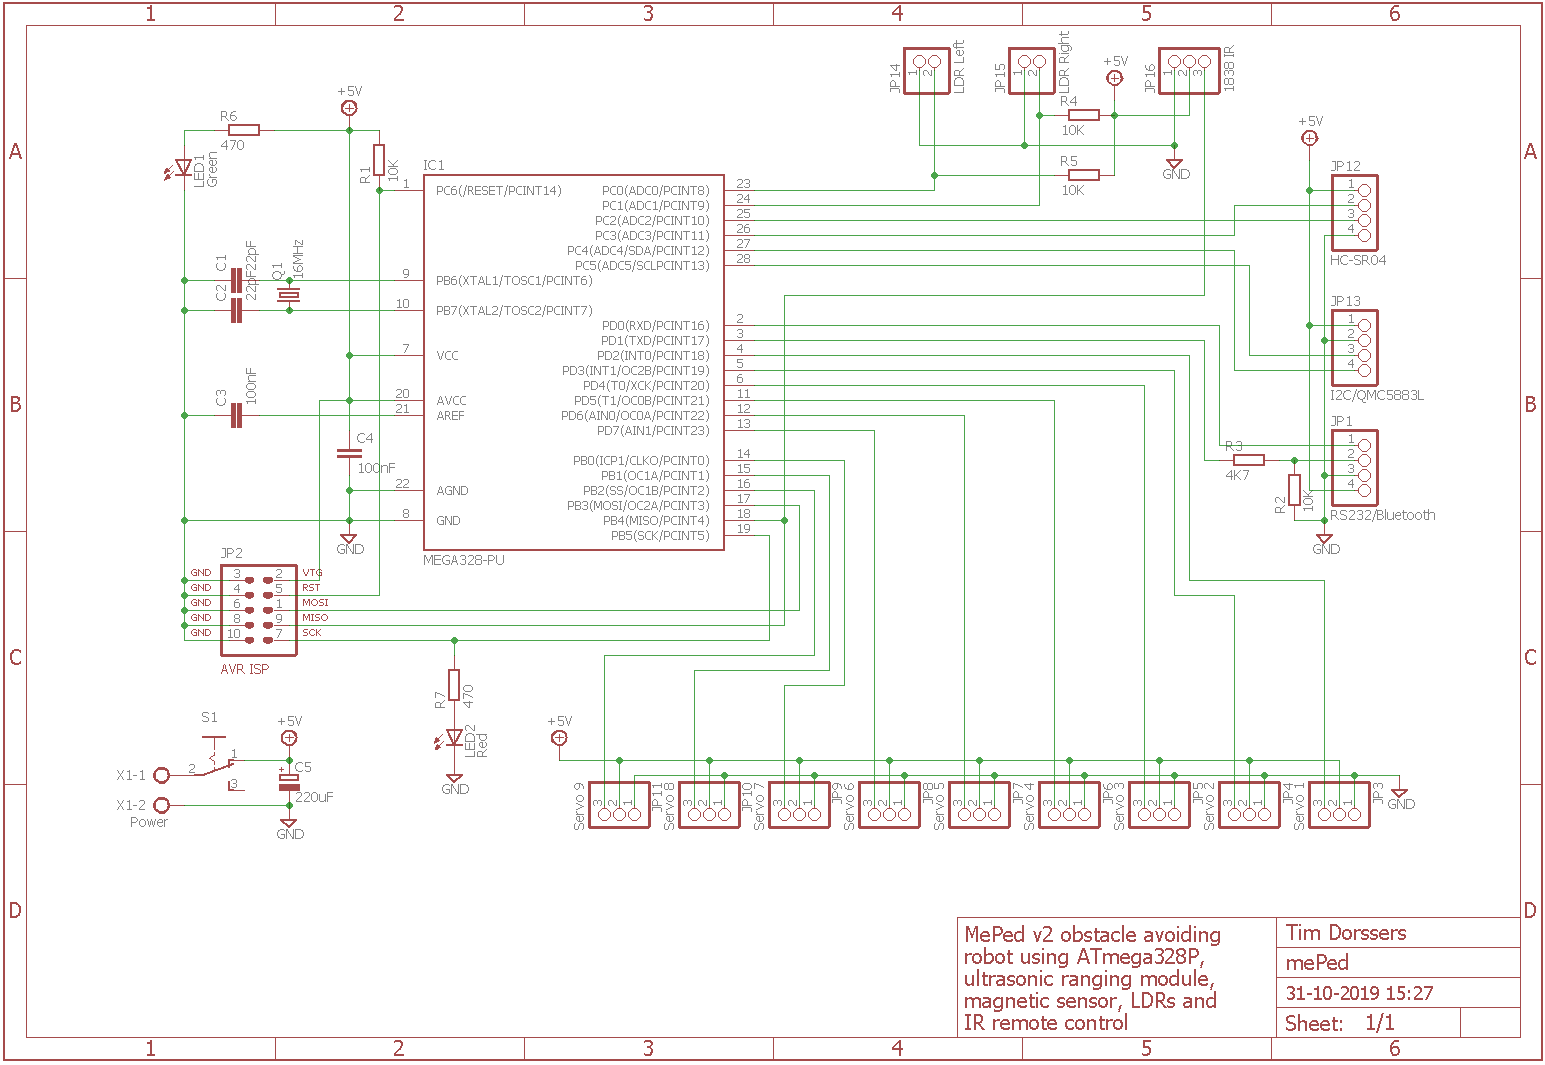 1 2 3 4 5 6
A
B
C
D
A
B
C
D
1 2 3 4 5 6
JP14
1
2
LDR Left
JP15
1
2
LDR Right
+5V
JP16
1
2
3
1838 IR
R4
10K
R5
10K
GND
+5V
R6
470
LED1
Green
R1
10K
+5V
IC1
1 PC6(/RESET/PCINT14)
9 PB6(XTAL1/TOSC1/PCINT6)
10 PB7(XTAL2/TOSC2/PCINT7)
7 VCC
20 AVCC
21 AREF
22 AGND
8 GND
PC0(ADC0/PCINT8) 23
PC1(ADC1/PCINT9) 24
PC2(ADC2/PCINT10) 25
PC3(ADC3/PCINT11) 26
PC4(ADC4/SDA/PCINT12) 27
PC5(ADC5/SCLPCINT13) 28
PD0(RXD/PCINT16) 2
PD1(TXD/PCINT17) 3
PD2(INT0/PCINT18) 4
PD3(INT1/OC2B/PCINT19) 5
PD4(T0/XCK/PCINT20) 6
PD5(T1/OC0B/PCINT21) 11
PD6(AIN0/OC0A/PCINT22) 12
PD7(AIN1/PCINT23) 13
PB0(ICP1/CLKO/PCINT0) 14
PB1(OC1A/PCINT1) 15
PB2(SS/OC1B/PCINT2) 16
PB3(MOSI/OC2A/PCINT3) 17
PB4(MISO/PCINT4) 18
PB5(SCK/PCINT5) 19
MEGA328-PU
C1
22pF
C2
22pF
Q1
16MHz
C3
100nF
C4
100nF
GND
JP12
1
2
3
4
HC-SR04
JP13
1
2
3
4
I2C/QMC5883L
JP1
1
2
3
4
RS232/Bluetooth
R3
4K7
R2
10K
GND
JP2
GND 3 2 VTG
GND 4 5 RST
GND 6 1 MOSI
GND 8 9 MISO
GND 10 7 SCK
AVR ISP
R7
470
LED2
Red
GND
S1
1
2
3
X1-1
X1-2
Power
+5V
+
C5
220uF
GND
+5V
Servo 9
3
2
1
JP11
Servo 8
3
2
1
JP10
Servo 7
3
2
1
JP9
Servo 6
3
2
1
JP8
Servo 5
3
2
1
JP7
Servo 4
3
2
1
JP6
Servo 3
3
2
1
JP5
Servo 2
3
2
1
JP4
Servo 1
3
2
1
JP3
GND
MePed v2 obstacle avoiding
robot using ATmega328P,
ultrasonic ranging module,
magnetic sensor, LDRs and
IR remote control
Tim Dorssers
mePed
31-10-2019 15:27
Sheet: 1/1